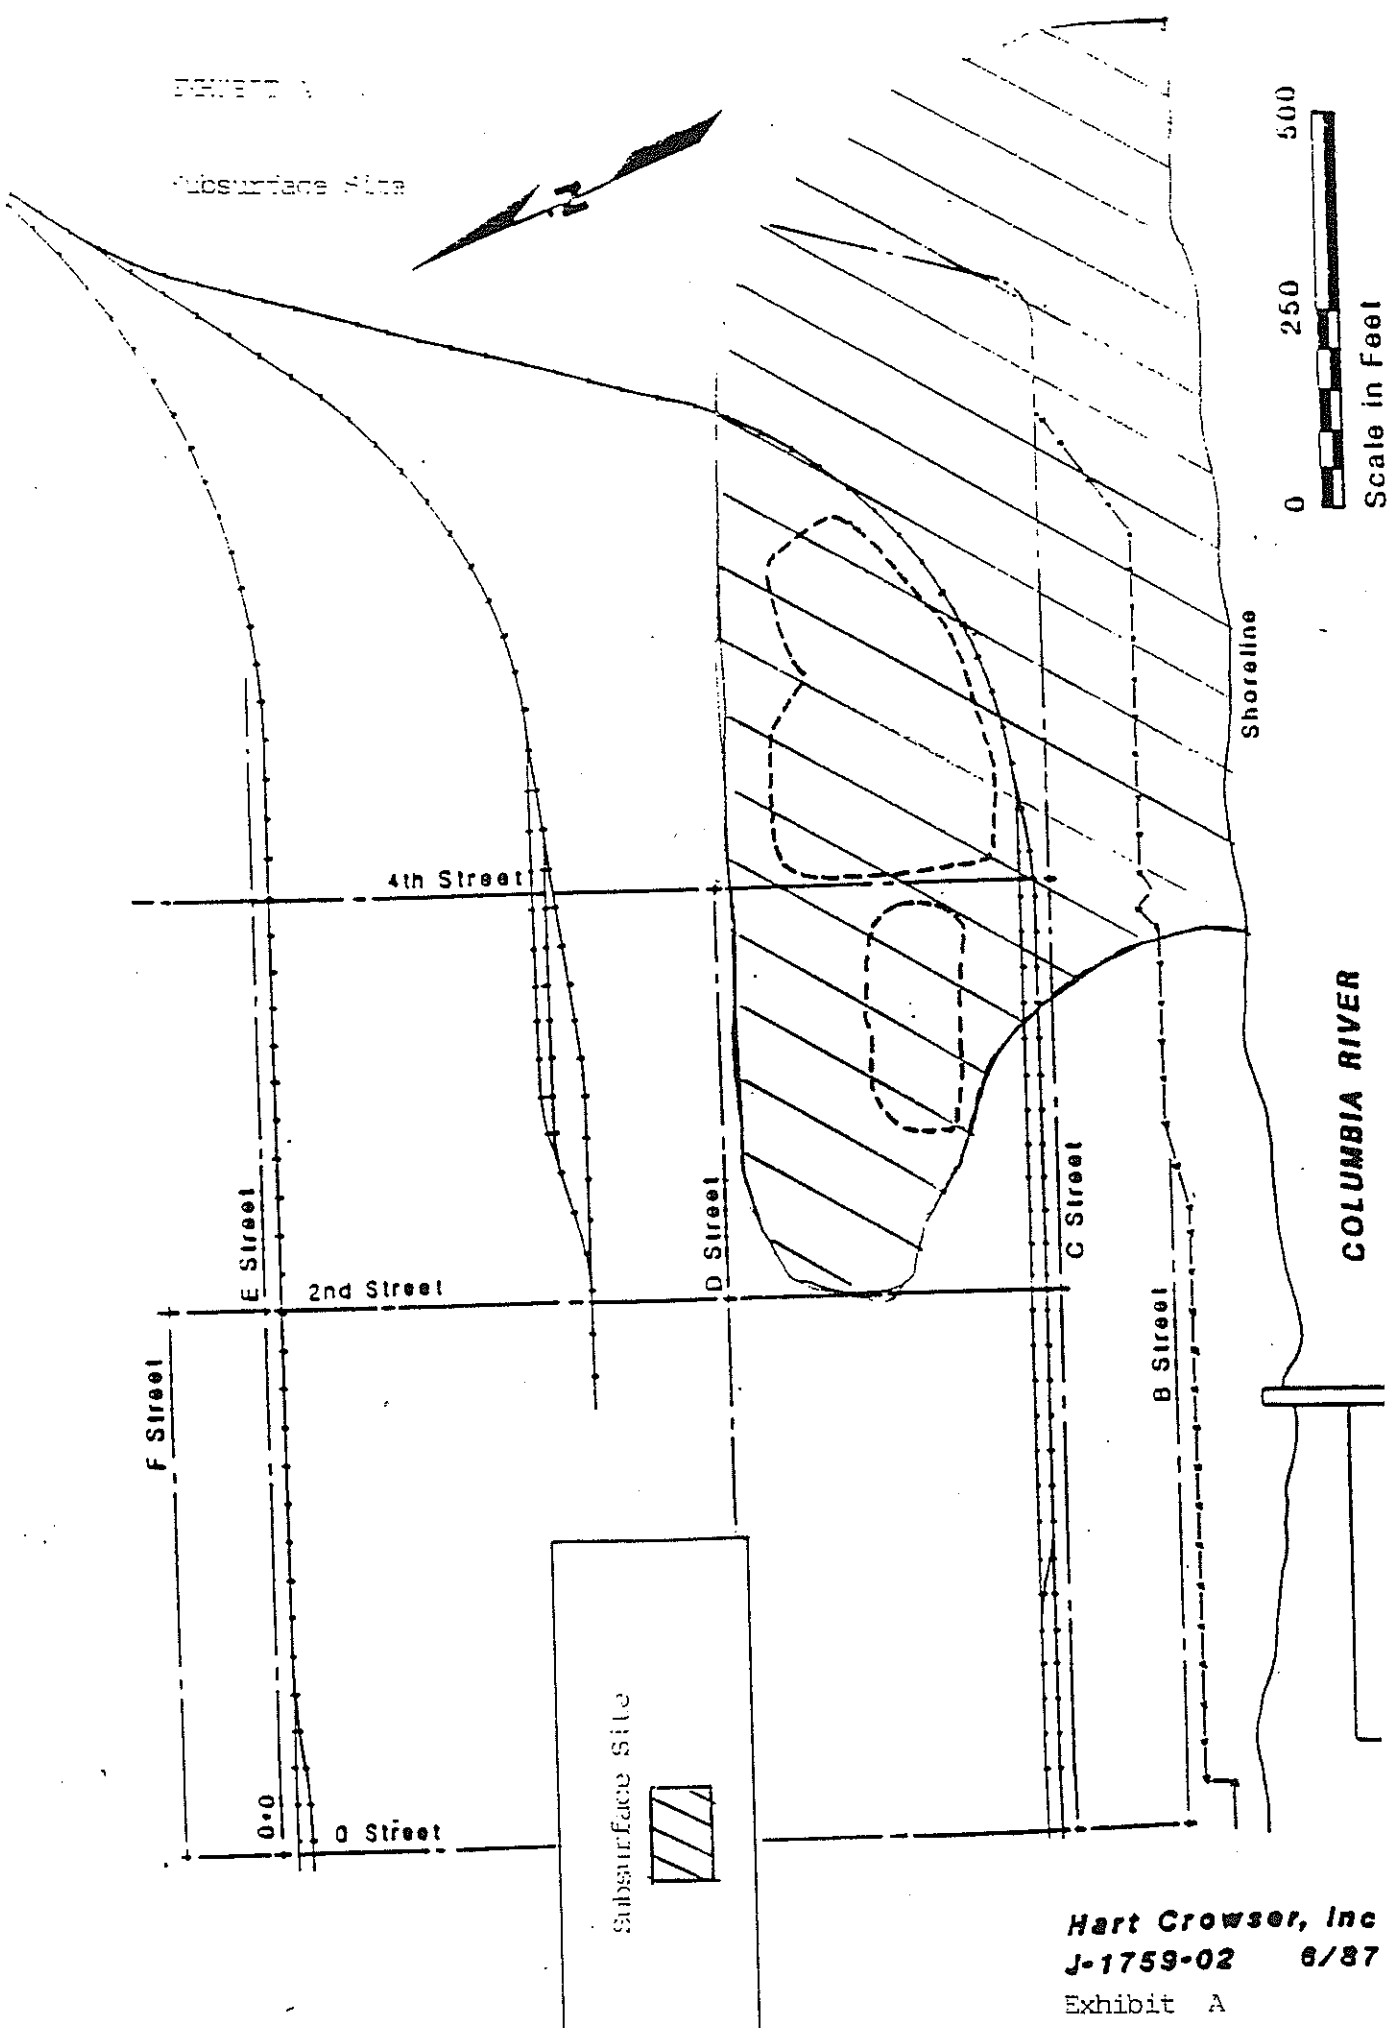 Subsurface Site
N
500
250
0
Scale in Feet
Shoreline
4th Street
COLUMBIA RIVER
E Street
D Street
C Street
2nd Street
B Street
F Street
0+0
0 Street
Subsurface Site
Hart Crowser, Inc
J-1759-02 6/87
Exhibit A